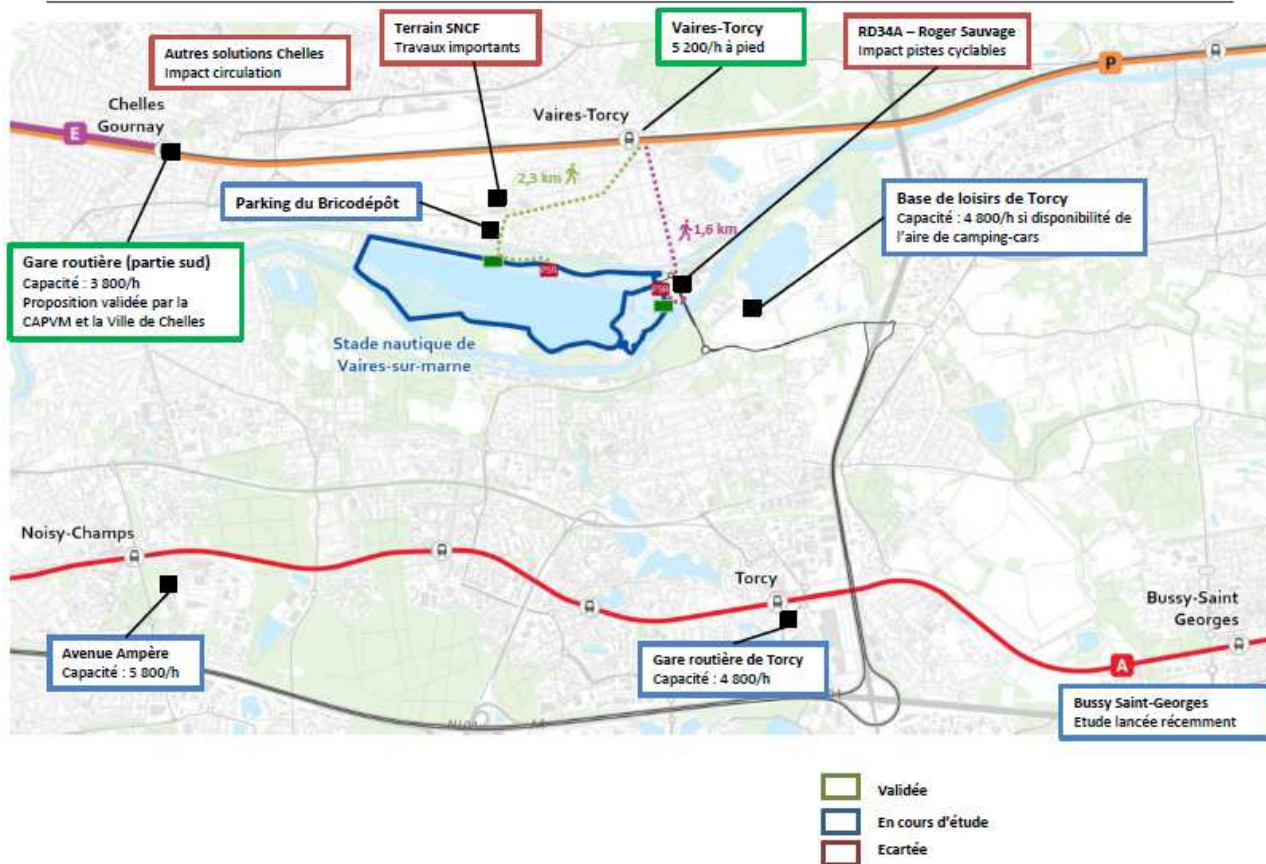 Autres solutions Chelles
Impact circulation
Terrain SNCF
Travaux importants
Vaires-Torcy
5 200/h à pied
RD34A – Roger Sauvage
Impact pistes cyclables
P
Chelles
Gournay
E
Vaires-Torcy
2,3 km
1,6 km
Parking du Bricodépôt
Base de loisirs de Torcy
Capacité : 4 800/h si disponibilité de
l'aire de camping-cars
Gare routière (partie sud)
Capacité : 3 800/h
Proposition validée par la
CAPVM et la Ville de Chelles
PSA
PSA
Stade nautique de
Vaires-sur-marne
Noisy-Champs
Torcy
Bussy-Saint
Georges
Avenue Ampère
Capacité : 5 800/h
Gare routière de Torcy
Capacité : 4 800/h
A
Bussy Saint-Georges
Etude lancée récemment
Validée
En cours d'étude
Ecartée